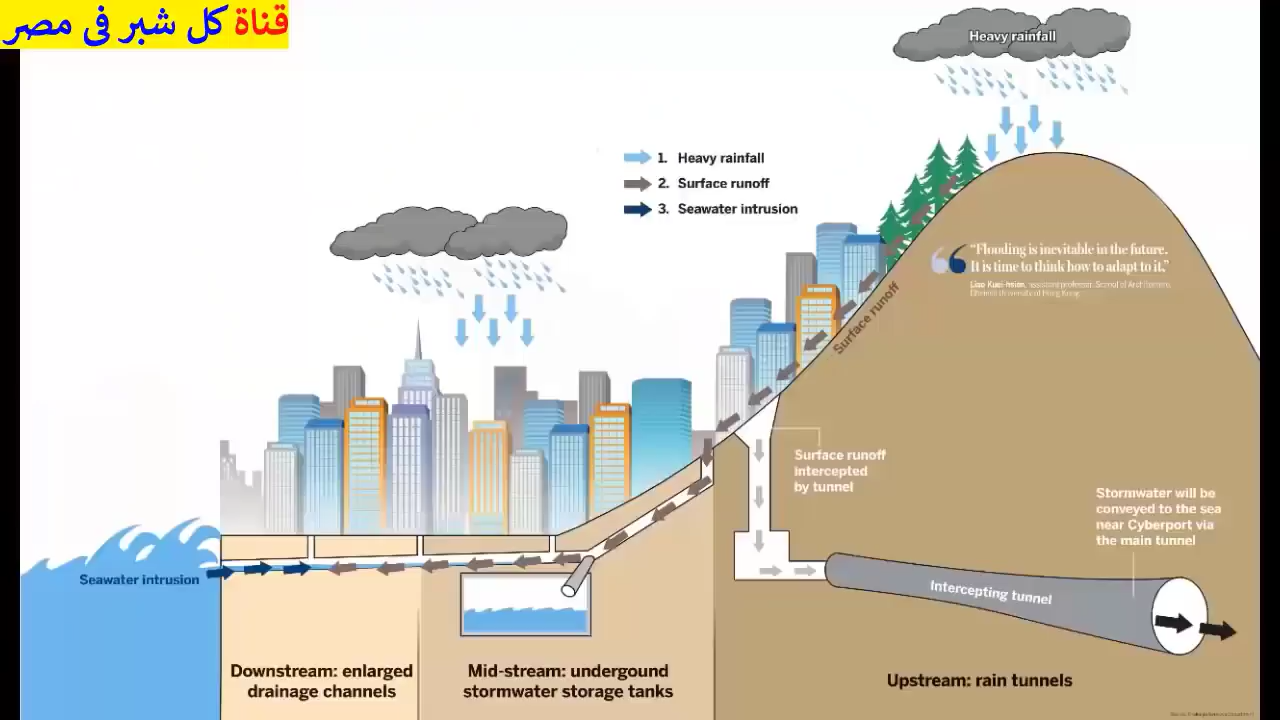 قناة كل شبر فى مصر
Heavy rainfall
1. Heavy rainfall
2. Surface runoff
3. Seawater intrusion
“Flooding is inevitable in the future.
It is time to think how to adapt to it,”
Surface runoff
Surface runoff
intercepted
by tunnel
Stormwater will be
conveyed to the sea
near Cyberport via
the main tunnel
Seawater intrusion
Intercepting tunnel
Downstream: enlarged
drainage channels
Mid-stream: undergound
stormwater storage tanks
Upstream: rain tunnels